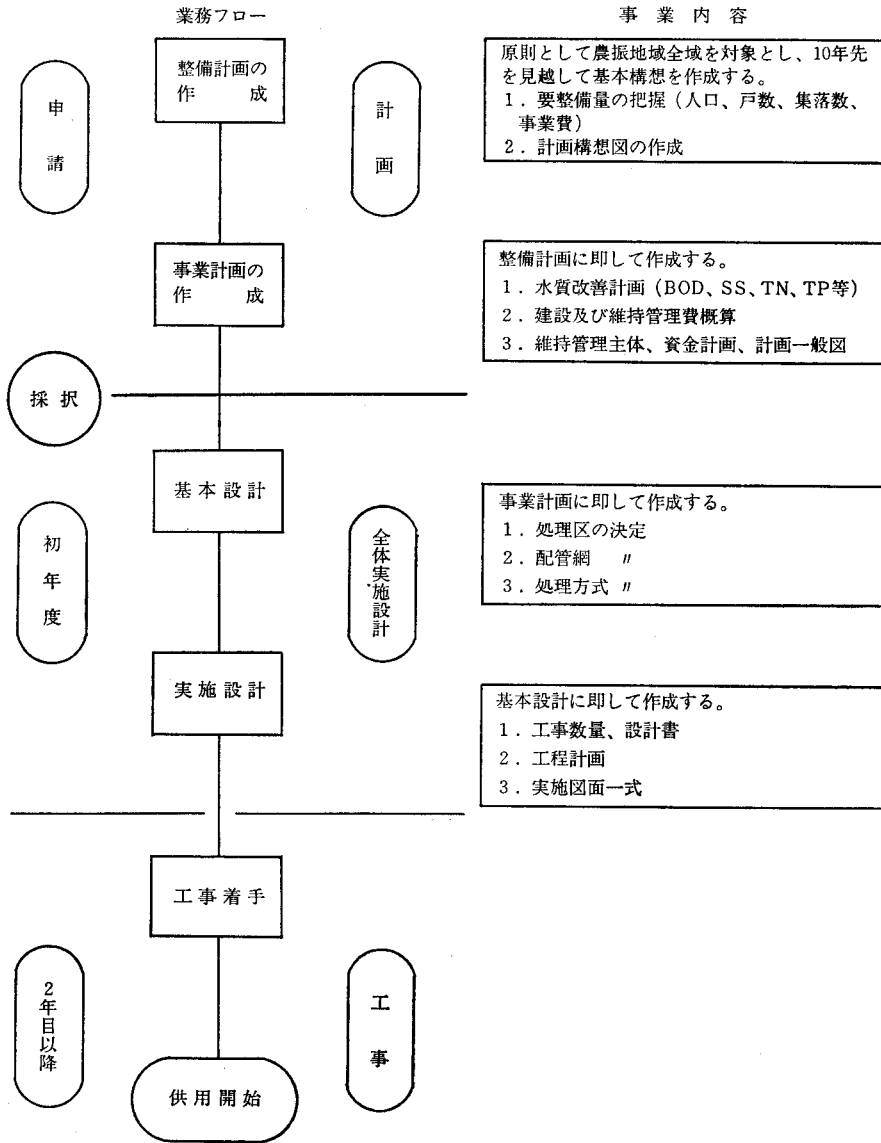 業務フロー
事業内容
整備計画の
作成
申請
計画
原則として農振地域全域を対象とし、10年先
を見越して基本構想を作成する。
1．要整備量の把握（人口、戸数、集落数、
事業費）
2．計画構想図の作成
事業計画の
作成
整備計画に即して作成する。
1．水質改善計画（BOD、SS、TN、TP等）
2．建設及び維持管理費概算
3．維持管理主体、資金計画、計画一般図
採択
基本設計
初年度
全体実施設計
事業計画に即して作成する。
1．処理区の決定
2．配管網　〃
3．処理方式　〃
実施設計
基本設計に即して作成する。
1．工事数量、設計書
2．工程計画
3．実施図面一式
工事着手
2年目以降
工事
供用開始